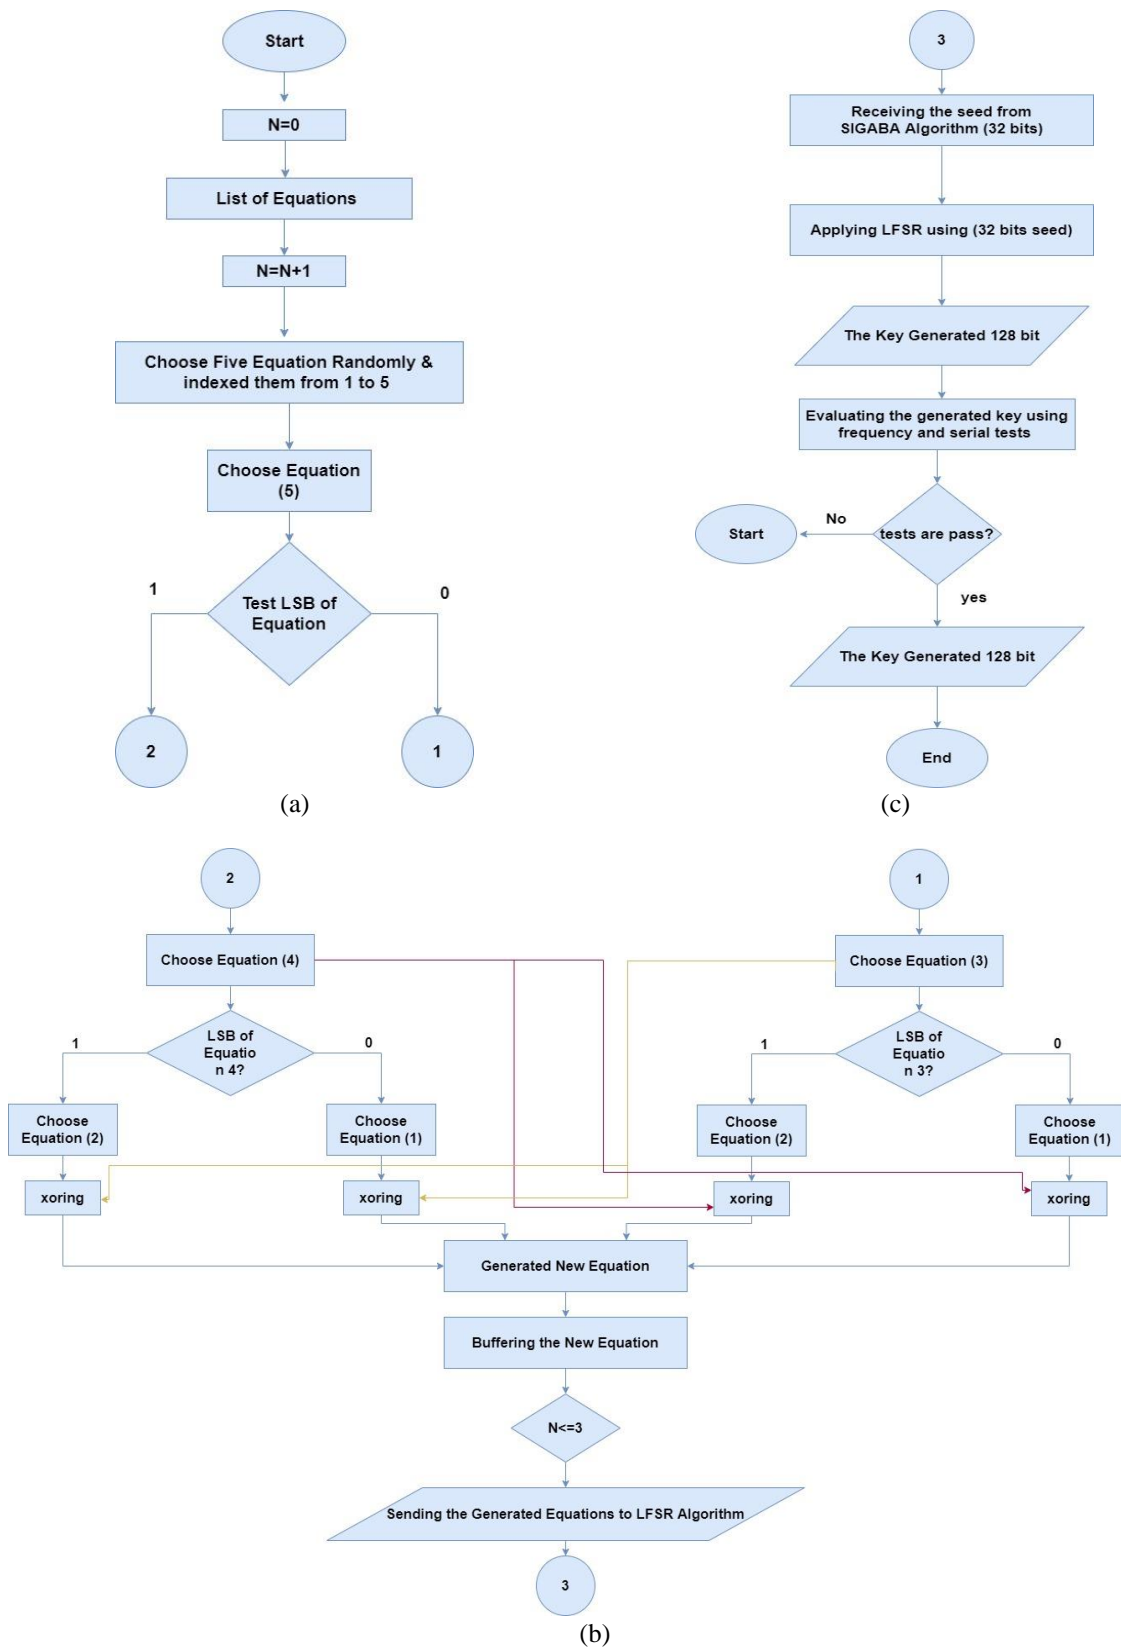 Start
N=0
List of Equations
N=N+1
Choose Five Equation Randomly &
indexed them from 1 to 5
Choose Equation
(5)
Test LSB of
Equation
1
0
2
1
(a)
3
Receiving the seed from
SIGABA Algorithm (32 bits)
Applying LFSR using (32 bits seed)
The Key Generated 128 bit
Evaluating the generated key using
frequency and serial tests
tests are pass?
No
Start
yes
The Key Generated 128 bit
End
(c)
2
Choose Equation (4)
LSB of
Equatio
n 4?
1
0
Choose
Equation (2)
Choose
Equation (1)
xoring
xoring
1
Choose Equation (3)
LSB of
Equatio
n 3?
1
0
Choose
Equation (2)
Choose
Equation (1)
xoring
xoring
Generated New Equation
Buffering the New Equation
N<=3
Sending the Generated Equations to LFSR Algorithm
3
(b)